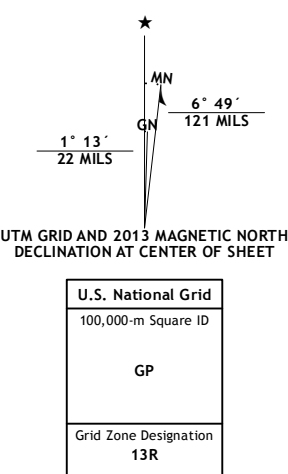 ★
MN
GN
6° 49´
121 MILS
1° 13´
22 MILS
UTM GRID AND 2013 MAGNETIC NORTH
DECLINATION AT CENTER OF SHEET
U.S. National Grid
100,000-m Square ID
GP
Grid Zone Designation
13R